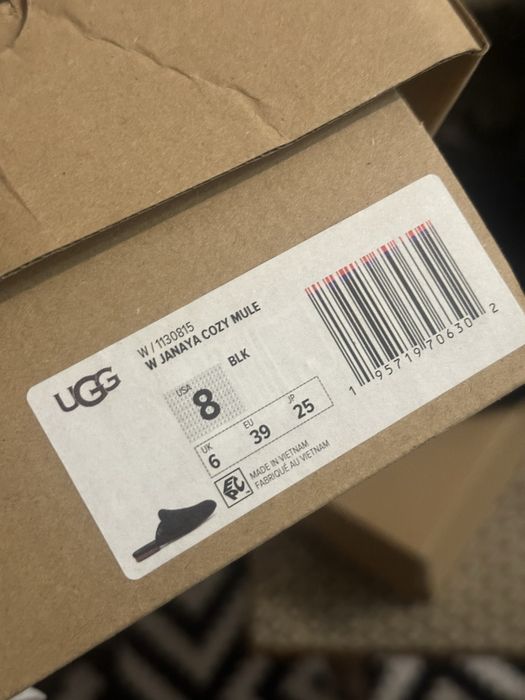 UGG
W / 1130815
W JANAYA COZY MULE
BLK
USA
8
UK EU JP
6 39 25
MADE IN VIETNAM
FABRIQUÉ AU VIETNAM
1 95719 70630 2